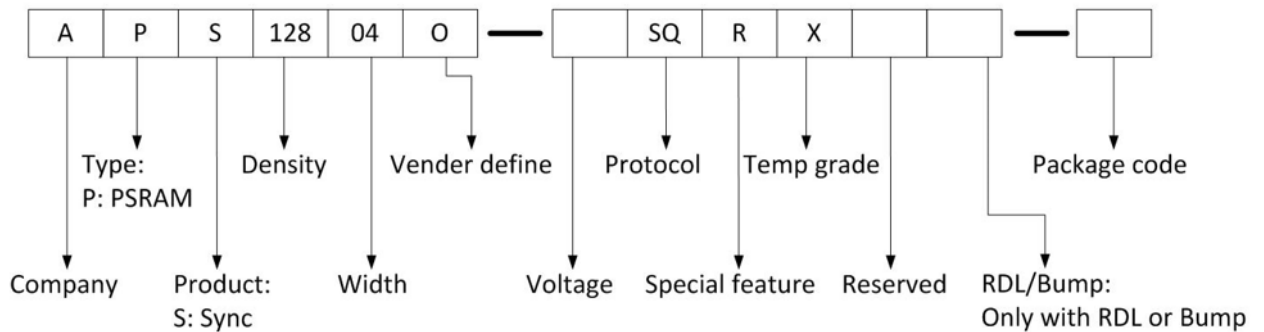 A P S 128 04 O — SQ R X —
Type:
P: PSRAM
Density
Vender define
Protocol
Temp grade
Package code
Company
Product:
S: Sync
Width
Voltage
Special feature
Reserved
RDL/Bump:
Only with RDL or Bump